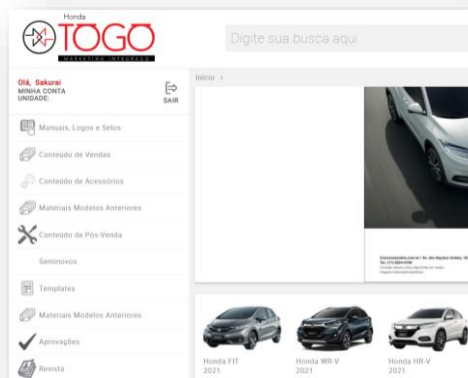 Honda
TOGO
MARKETING INTEGRADO
Digite sua busca aqui
Olá, Sakurai
MINHA CONTA
UNIDADE:
SAIR
Início >
Manuais, Logos e Selos
Conteúdo de Vendas
Conteúdo de Acessórios
Materiais Modelos Anteriores
Conteúdo de Pós-Venda
Seminovos
Templates
Materiais Modelos Anteriores
Aprovações
Revista
Honda FIT
2021
Honda WR-V
2021
Honda HR-V
2021